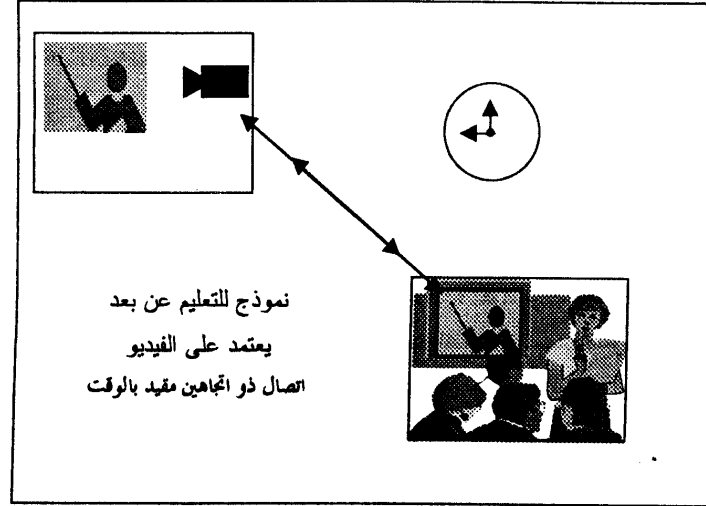 نموذج للتعليم عن بعد
يعتمد على الفيديو
اتصال ذو اتجاهين مقيد بالوقت